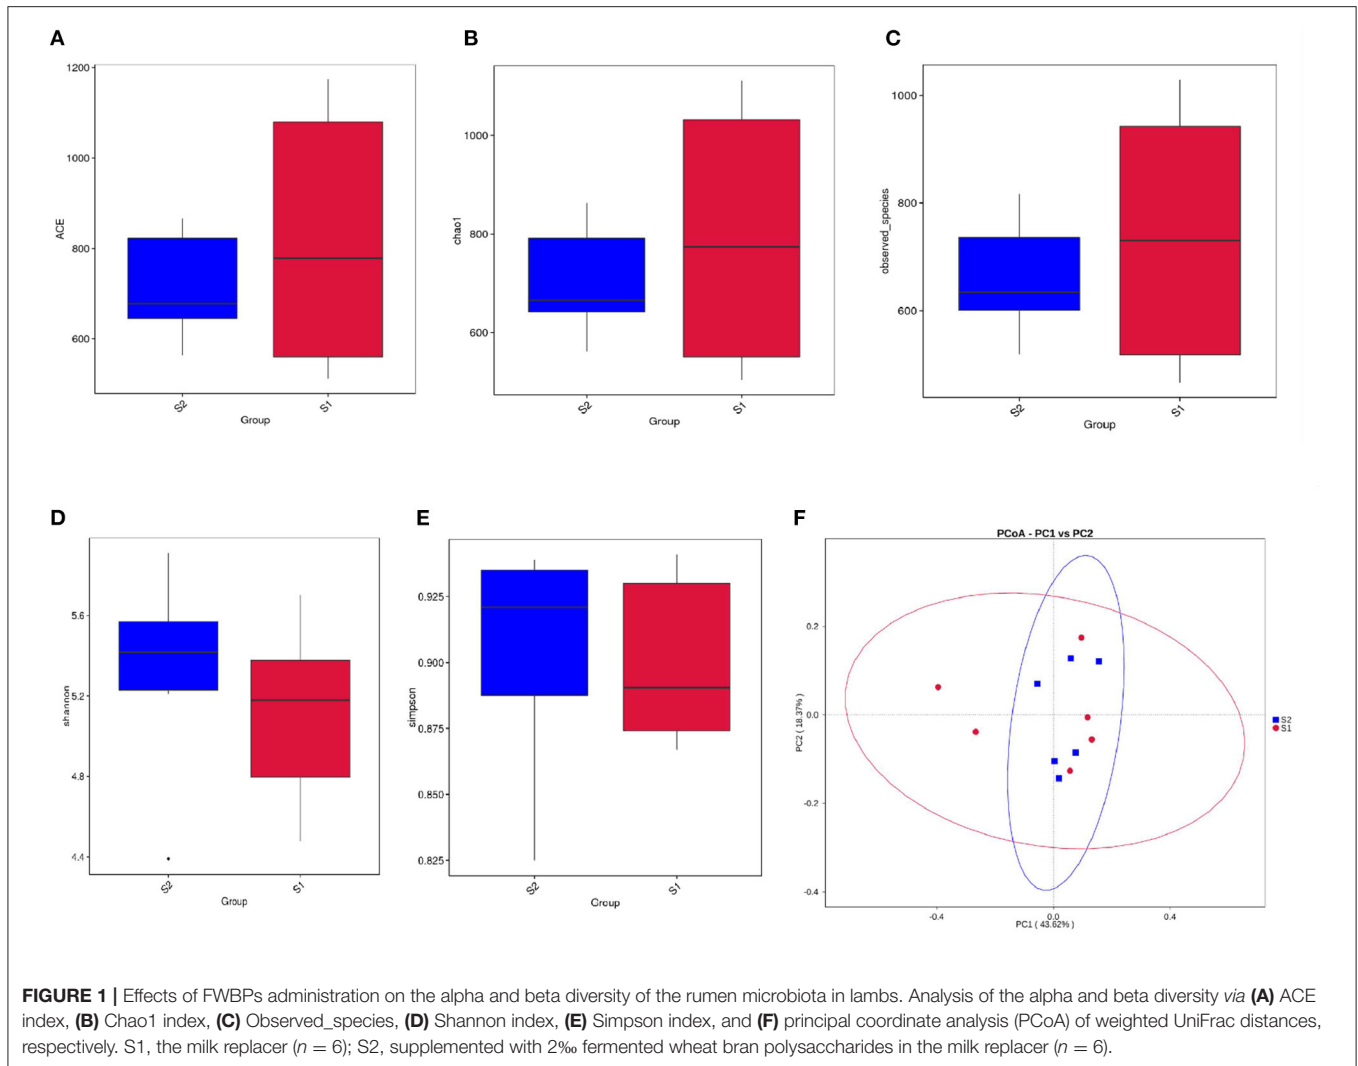 A
1200
1000
800
600
ACE
S2
S1
Group
B
1000
800
600
chao1
S2
S1
Group
C
1000
800
600
observed_species
S2
S1
Group
D
5.6
5.2
4.8
4.4
shannon
S2
S1
Group
E
0.925
0.900
0.875
0.850
0.825
simpson
S2
S1
Group
F
PCoA - PC1 vs PC2
0.2
0.0
-0.2
-0.4
PC2 ( 18.37% )
-0.4
0.0
0.4
PC1 ( 43.62% )
S2
S1
FIGURE 1 | Effects of FWBPs administration on the alpha and beta diversity of the rumen microbiota in lambs. Analysis of the alpha and beta diversity via (A) ACE
index, (B) Chao1 index, (C) Observed_species, (D) Shannon index, (E) Simpson index, and (F) principal coordinate analysis (PCoA) of weighted UniFrac distances,
respectively. S1, the milk replacer (n = 6); S2, supplemented with 2‰ fermented wheat bran polysaccharides in the milk replacer (n = 6).